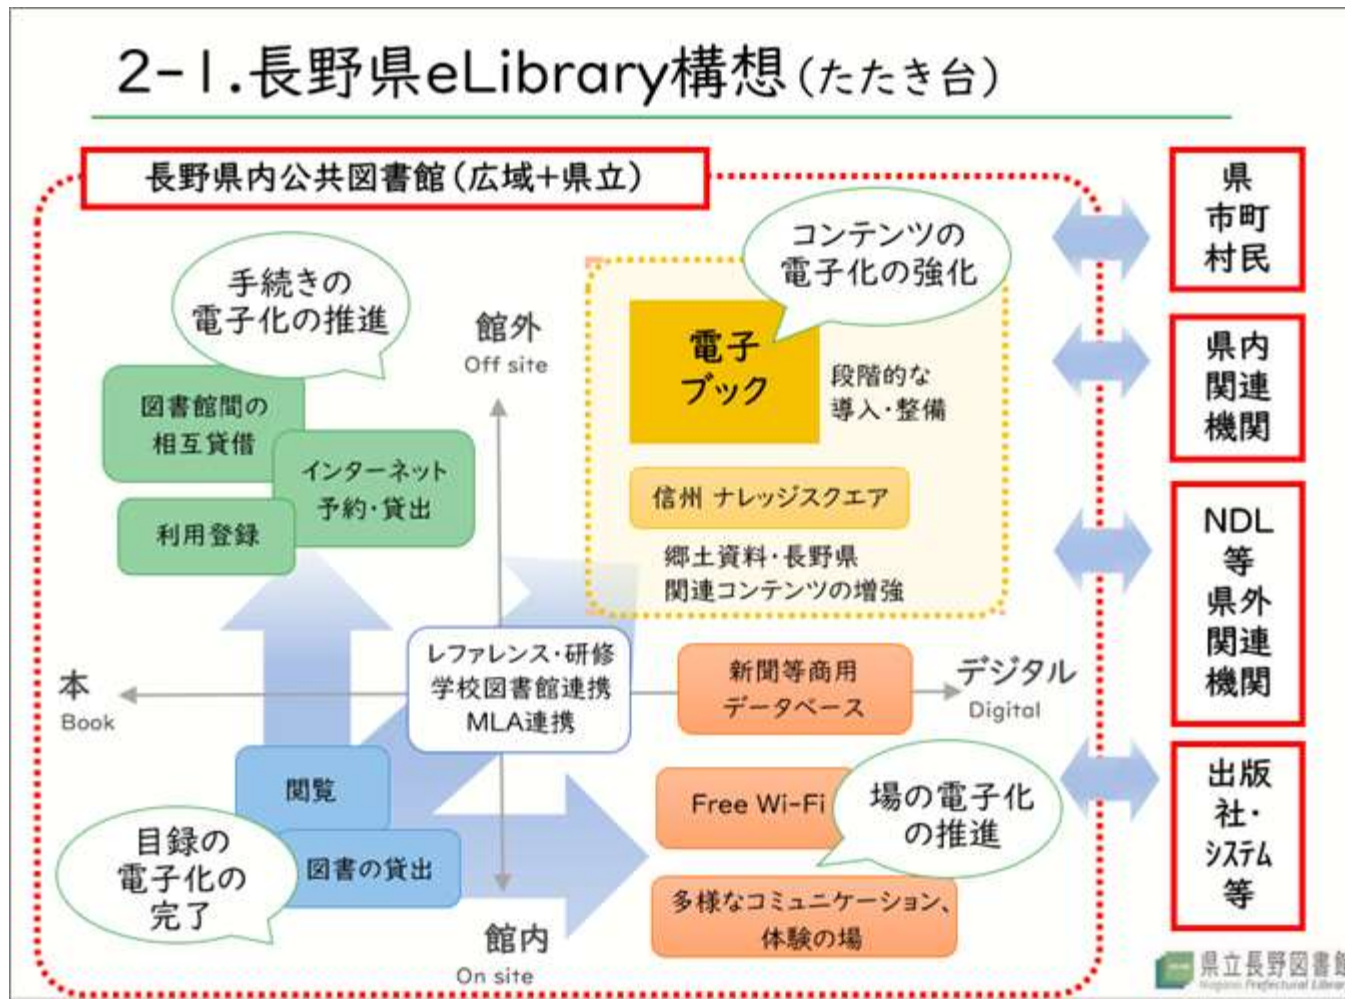 2-1.長野県eLibrary構想(たたき台)
長野県内公共図書館(広域+県立)
手続きの
電子化の推進
館外
Off site
コンテンツの
電子化の強化
電子
ブック
段階的な
導入・整備
図書館間の
相互貸借
インターネット
予約・貸出
利用登録
信州 ナレッジスクエア
郷土資料・長野県
関連コンテンツの増強
レファレンス・研修
学校図書館連携
MLA連携
本
Book
新聞等商用
データベース
デジタル
Digital
閲覧
図書の貸出
目録の
電子化の
完了
Free Wi-Fi
場の電子化
の推進
多様なコミュニケーション、
体験の場
館内
On site
県
市町
村民
県内
関連
機関
NDL
等
県外
関連
機関
出版
社・
システム
等
県立長野図書館
Nagano Prefectural Library